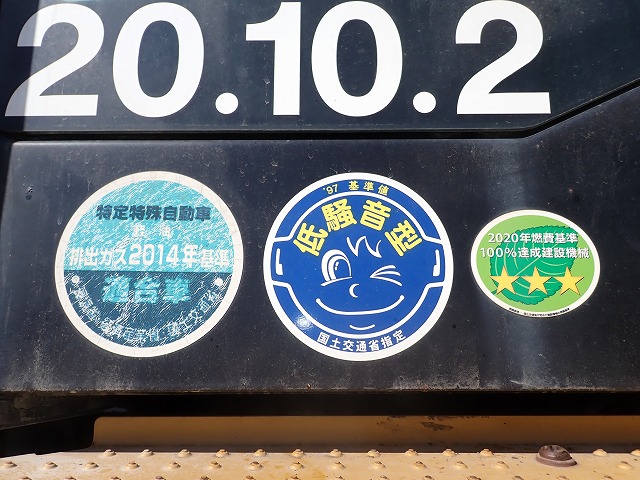 20.10.2
特定特殊自動車
排出ガス2014年基準
適合車
'97 基準値
低騒音型
国土交通省指定
2020年燃費基準
100%達成建設機械